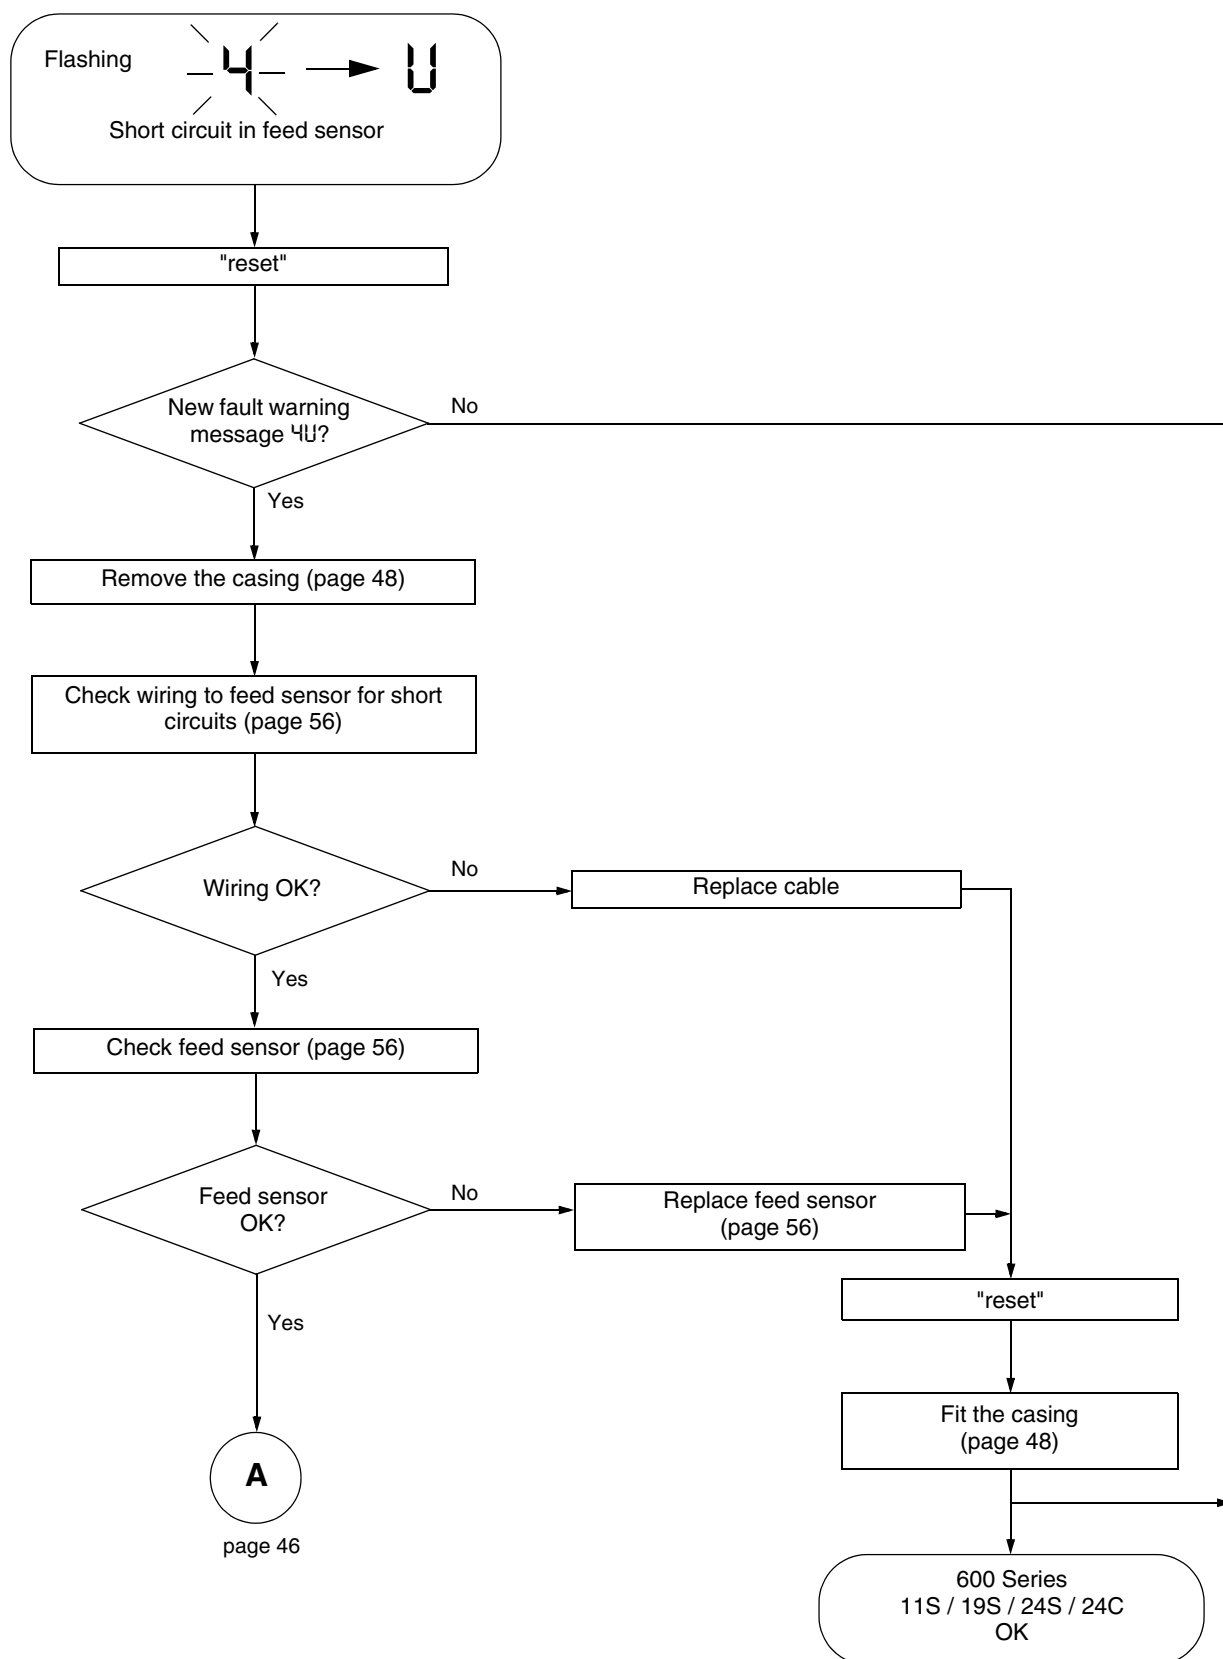 Flashing
4 U
Short circuit in feed sensor
"reset"
New fault warning
message 4U?
No
Yes
Remove the casing (page 48)
Check wiring to feed sensor for short
circuits (page 56)
Wiring OK?
No
Replace cable
Yes
Check feed sensor (page 56)
Feed sensor
OK?
No
Replace feed sensor
(page 56)
Yes
"reset"
Fit the casing
(page 48)
A
page 46
600 Series
11S / 19S / 24S / 24C
OK